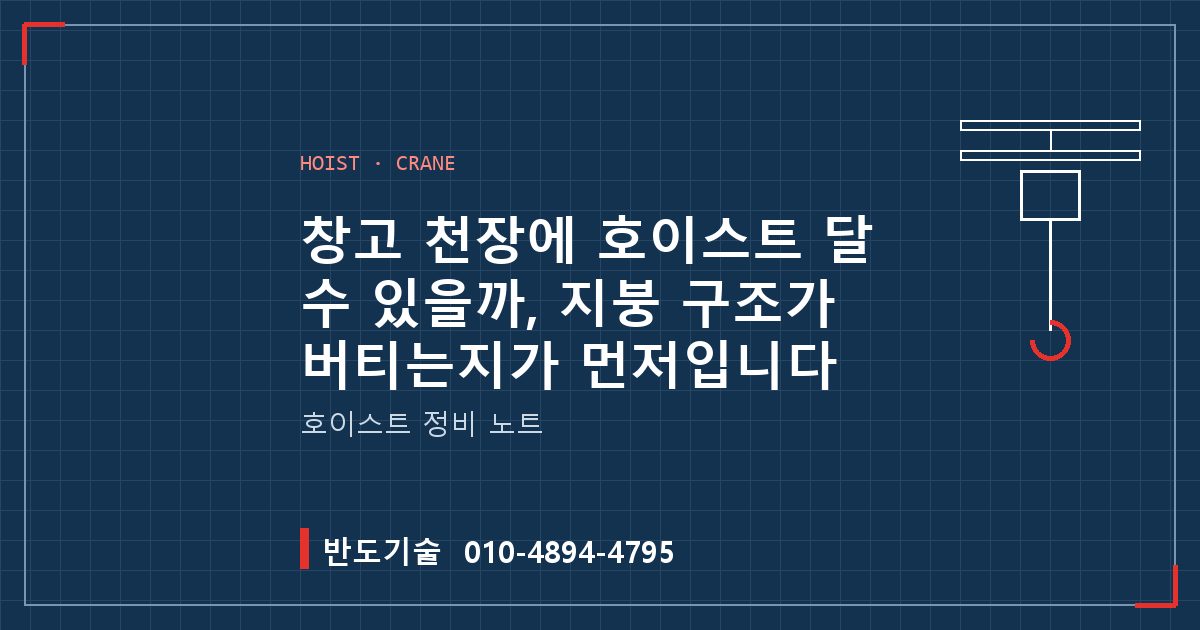 HOIST · CRANE
창고 천장에 호이스트 달
수 있을까, 지붕 구조가
버티는지가 먼저입니다
호이스트 정비 노트
반도기술 010-4894-4795